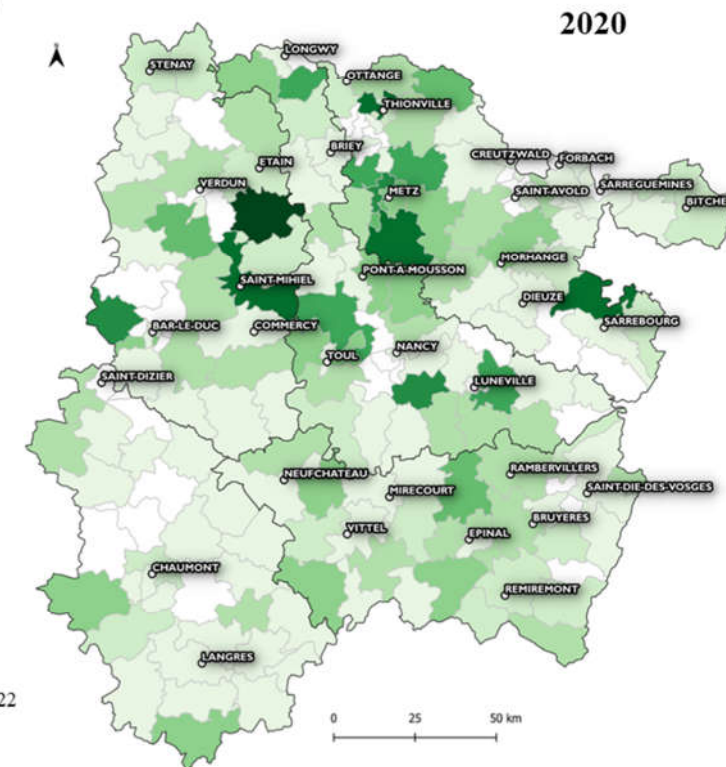 2020
LONGWY
STENAY
OTTANGE
THIONVILLE
BRIEY
ETAIN
CREUTZWALD
FORBACH
VERDUN
METZ
SAINT-AVOLD
SARREGUEMINES
BITCHE
MORHANGE
PONT-A-MOUSSON
SAINT-MIHIEL
DIEUZE
SARREBOURG
BAR-LE-DUC
COMMERCY
NANCY
TOUL
SAINT-DIZIER
LUNEVILLE
NEUFCHATEAU
RAMBERVILLERS
MIRECOURT
SAINT-DIE-DES-VOSGES
BRUYERES
VITTEL
EPINAL
CHAUMONT
REMIREMONT
LANGRES
22
0 25 50 km